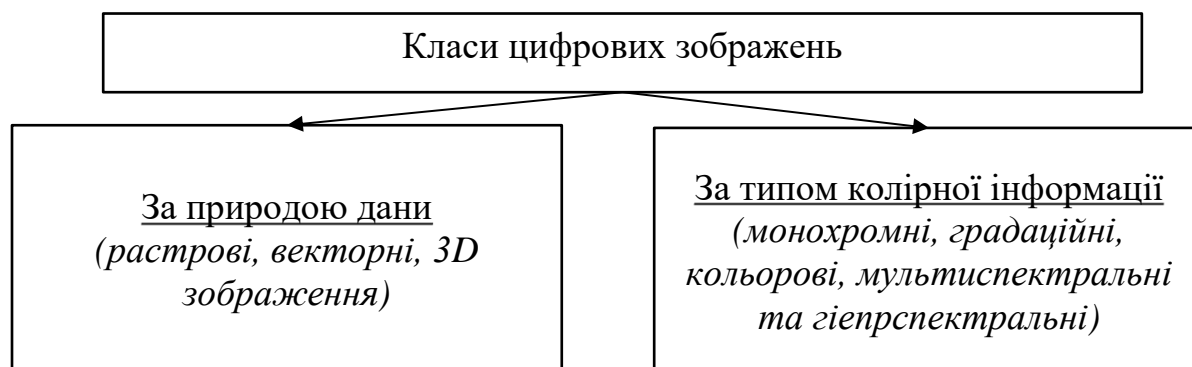 Класи цифрових зображень
За природою дани
(растрові, векторні, 3D
зображення)
За типом колірної інформації
(монохромні, градаційні,
кольорові, мультиспектральні
та гіепрспектральні)